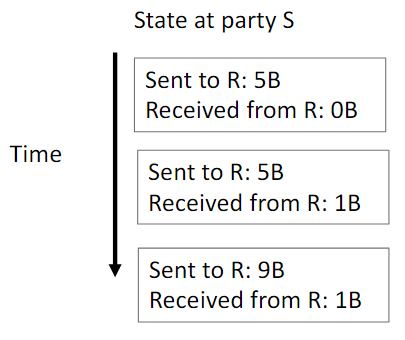 State at party S
Sent to R: 5B
Received from R: 0B
Time
Sent to R: 5B
Received from R: 1B
Sent to R: 9B
Received from R: 1B